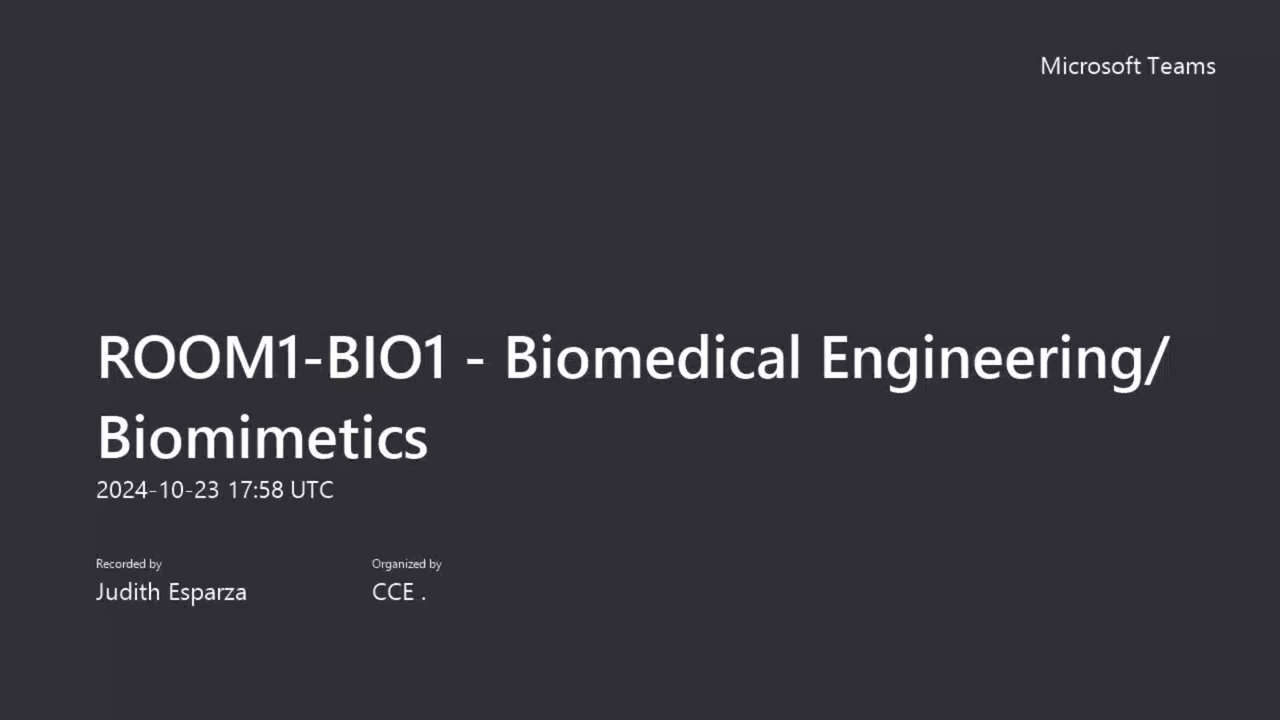 Microsoft Teams
ROOM1-BIO1 - Biomedical Engineering/
Biomimetics
2024-10-23 17:58 UTC
Recorded by
Judith Esparza
Organized by
CCE .